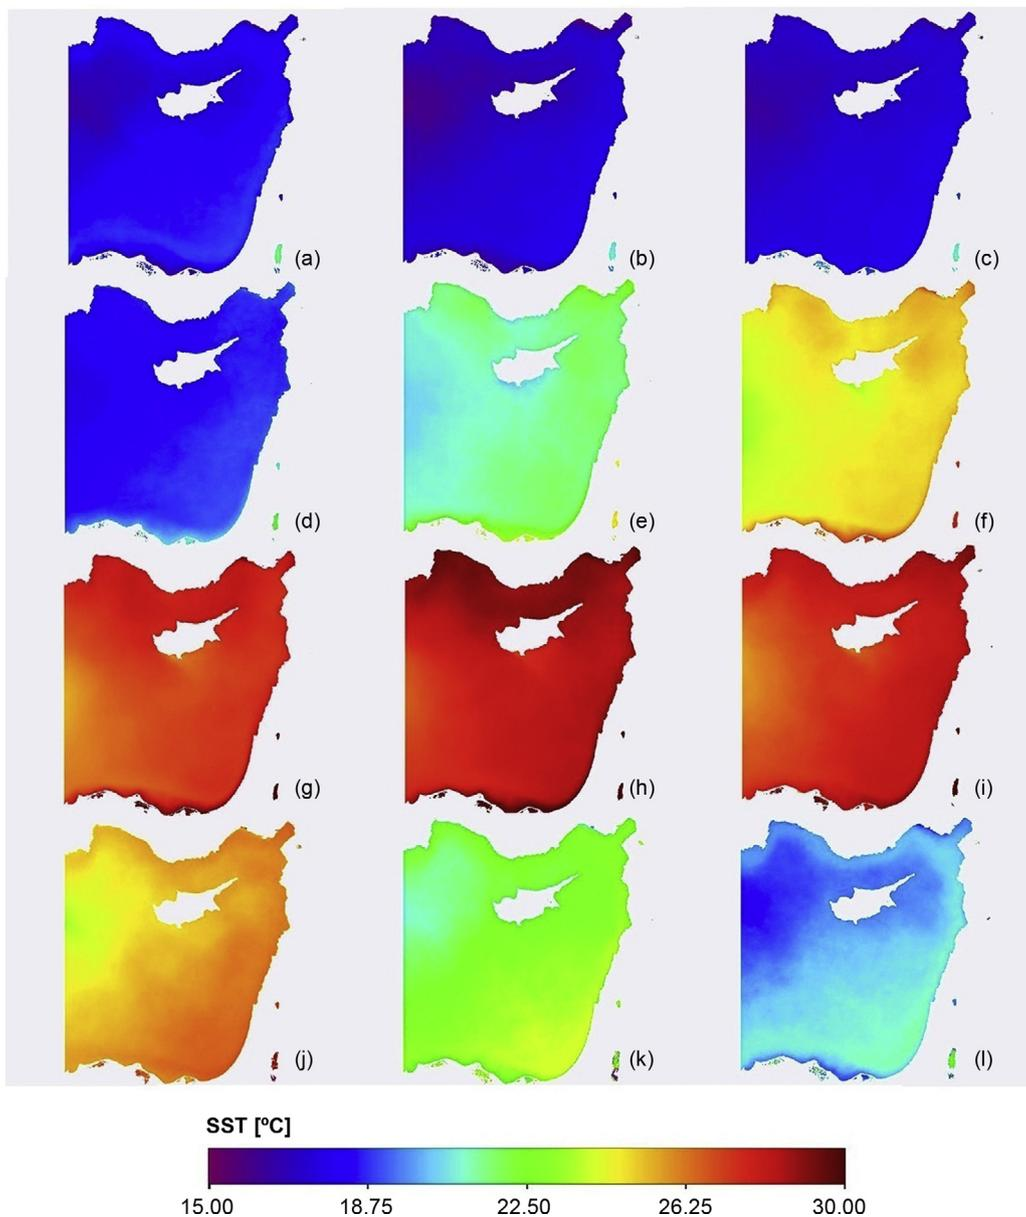 (a) (b) (c)
(d) (e) (f)
(g) (h) (i)
(j) (k) (l)
SST [ºC]
15.00 18.75 22.50 26.25 30.00